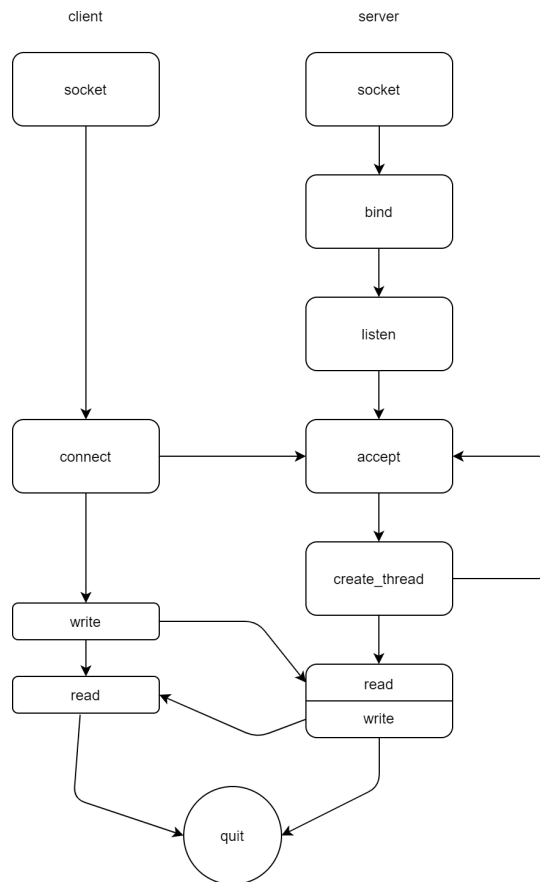 client
server
socket
socket
bind
listen
connect
accept
create_thread
write
read
read
write
quit